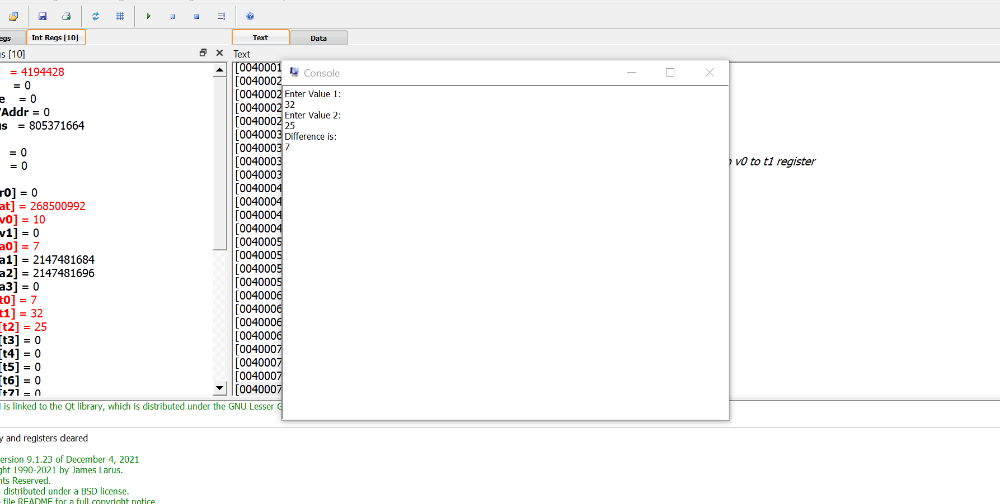 egs
Int Regs [10]
Text
Data
s [10]
Text
= 4194428
= 0
e = 0
/Addr = 0
us = 805371664
= 0
= 0
r0] = 0
at] = 268500992
v0] = 10
v1] = 0
a0] = 7
a1] = 2147481684
a2] = 2147481696
a3] = 0
t0] = 7
t1] = 32
[t2] = 25
[t3] = 0
[t4] = 0
[t5] = 0
[t6] = 0
[t7] = 0
[0040001
[0040002
[0040002
[0040002
[0040002
[0040003
[0040003
[0040003
[0040003
[0040004
[0040004
[0040004
[0040004
[0040005
[0040005
[0040005
[0040005
[0040006
[0040006
[0040006
[0040006
[0040007
[0040007
[0040007
[0040007
v0 to t1 register
Console
Enter Value 1:
32
Enter Value 2:
25
Difference is:
7
is linked to the Qt library, which is distributed under the GNU Lesser G
y and registers cleared
ersion 9.1.23 of December 4, 2021
ght 1990-2021 by James Larus.
nts Reserved.
distributed under a BSD license.
file README for a full copyright notice